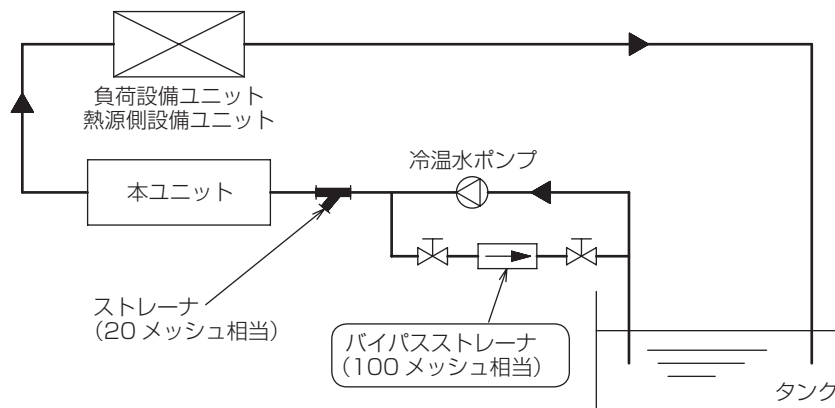 負荷設備ユニット
熱源側設備ユニット
冷温水ポンプ
本ユニット
ストレーナ
（20 メッシュ相当）
バイパスストレーナ
（100 メッシュ相当）
タンク